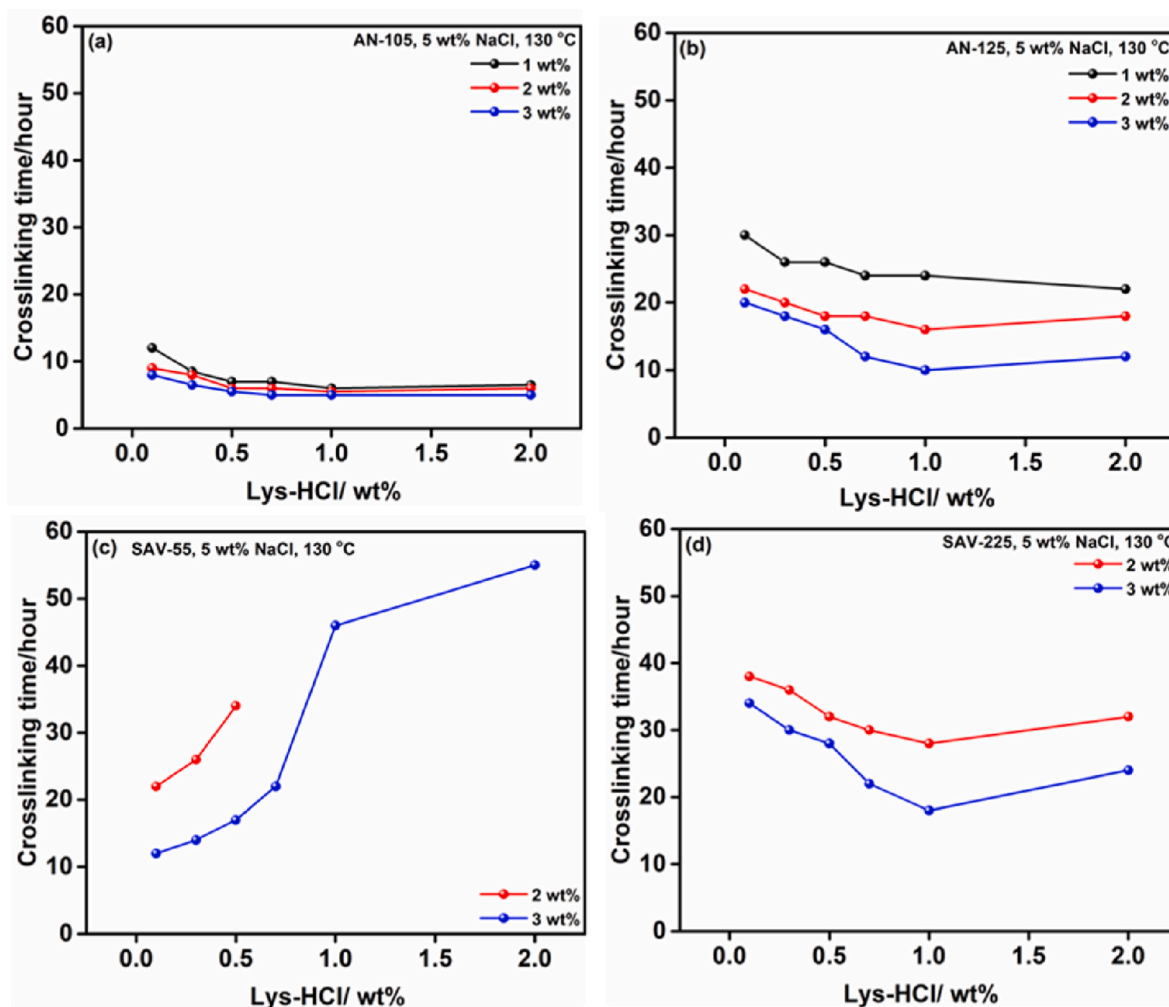 (a) AN-105, 5 wt% NaCl, 130 °C
1 wt%
2 wt%
3 wt%
Crosslinking time/hour
60
50
40
30
20
10
0
0.0 0.5 1.0 1.5 2.0
Lys-HCl/ wt%
(b) AN-125, 5 wt% NaCl, 130 °C
1 wt%
2 wt%
3 wt%
Crosslinking time/hour
60
50
40
30
20
10
0
0.0 0.5 1.0 1.5 2.0
Lys-HCl/ wt%
(c) SAV-55, 5 wt% NaCl, 130 °C
Crosslinking time/hour
60
50
40
30
20
10
0
2 wt%
3 wt%
0.0 0.5 1.0 1.5 2.0
Lys-HCl/ wt%
(d) SAV-225, 5 wt% NaCl, 130 °C
2 wt%
3 wt%
Crosslinking time/hour
60
50
40
30
20
10
0
0.0 0.5 1.0 1.5 2.0
Lys-HCl/ wt%